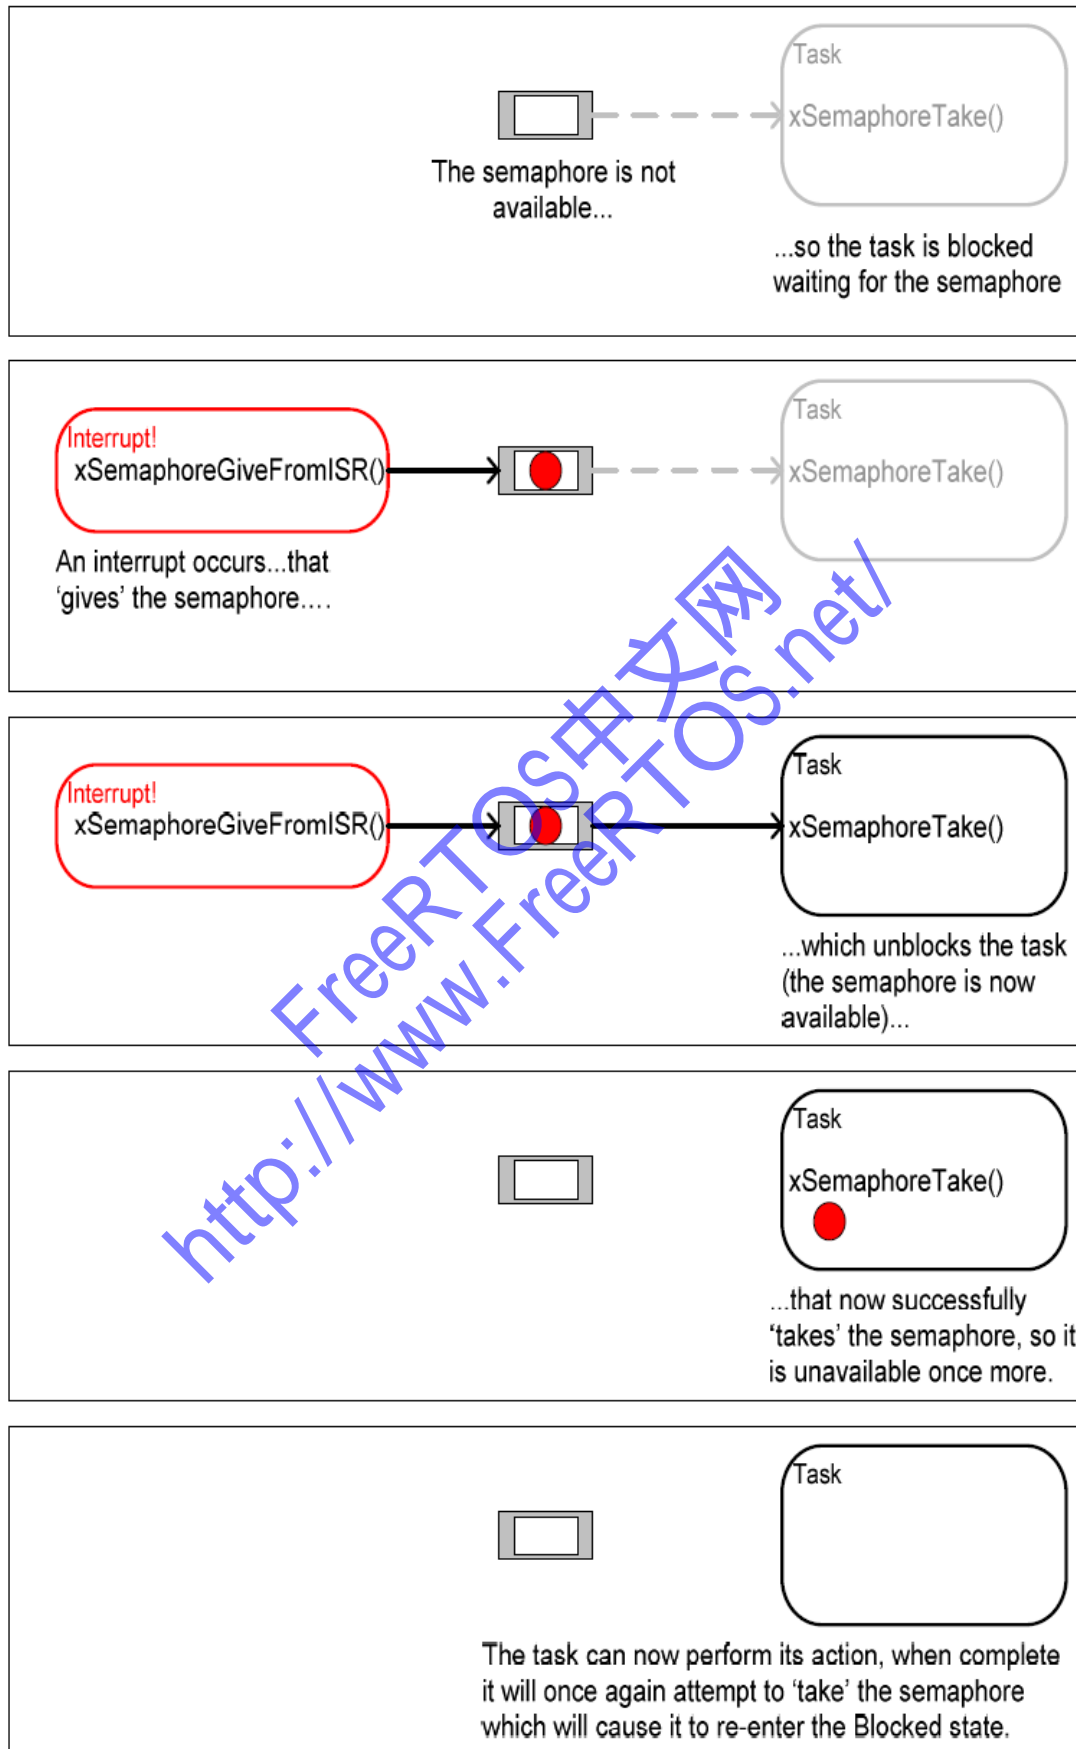 Task
xSemaphoreTake()
The semaphore is not
available...
...so the task is blocked
waiting for the semaphore
Interrupt!
xSemaphoreGiveFromISR()
Task
xSemaphoreTake()
An interrupt occurs...that
‘gives’ the semaphore....
Interrupt!
xSemaphoreGiveFromISR()
Task
xSemaphoreTake()
...which unblocks the task
(the semaphore is now
available)...
FreeRTOS中文网
http://www.FreeRTOS.net/
Task
xSemaphoreTake()
...that now successfully
‘takes’ the semaphore, so it
is unavailable once more.
Task
The task can now perform its action, when complete
it will once again attempt to ‘take’ the semaphore
which will cause it to re-enter the Blocked state.